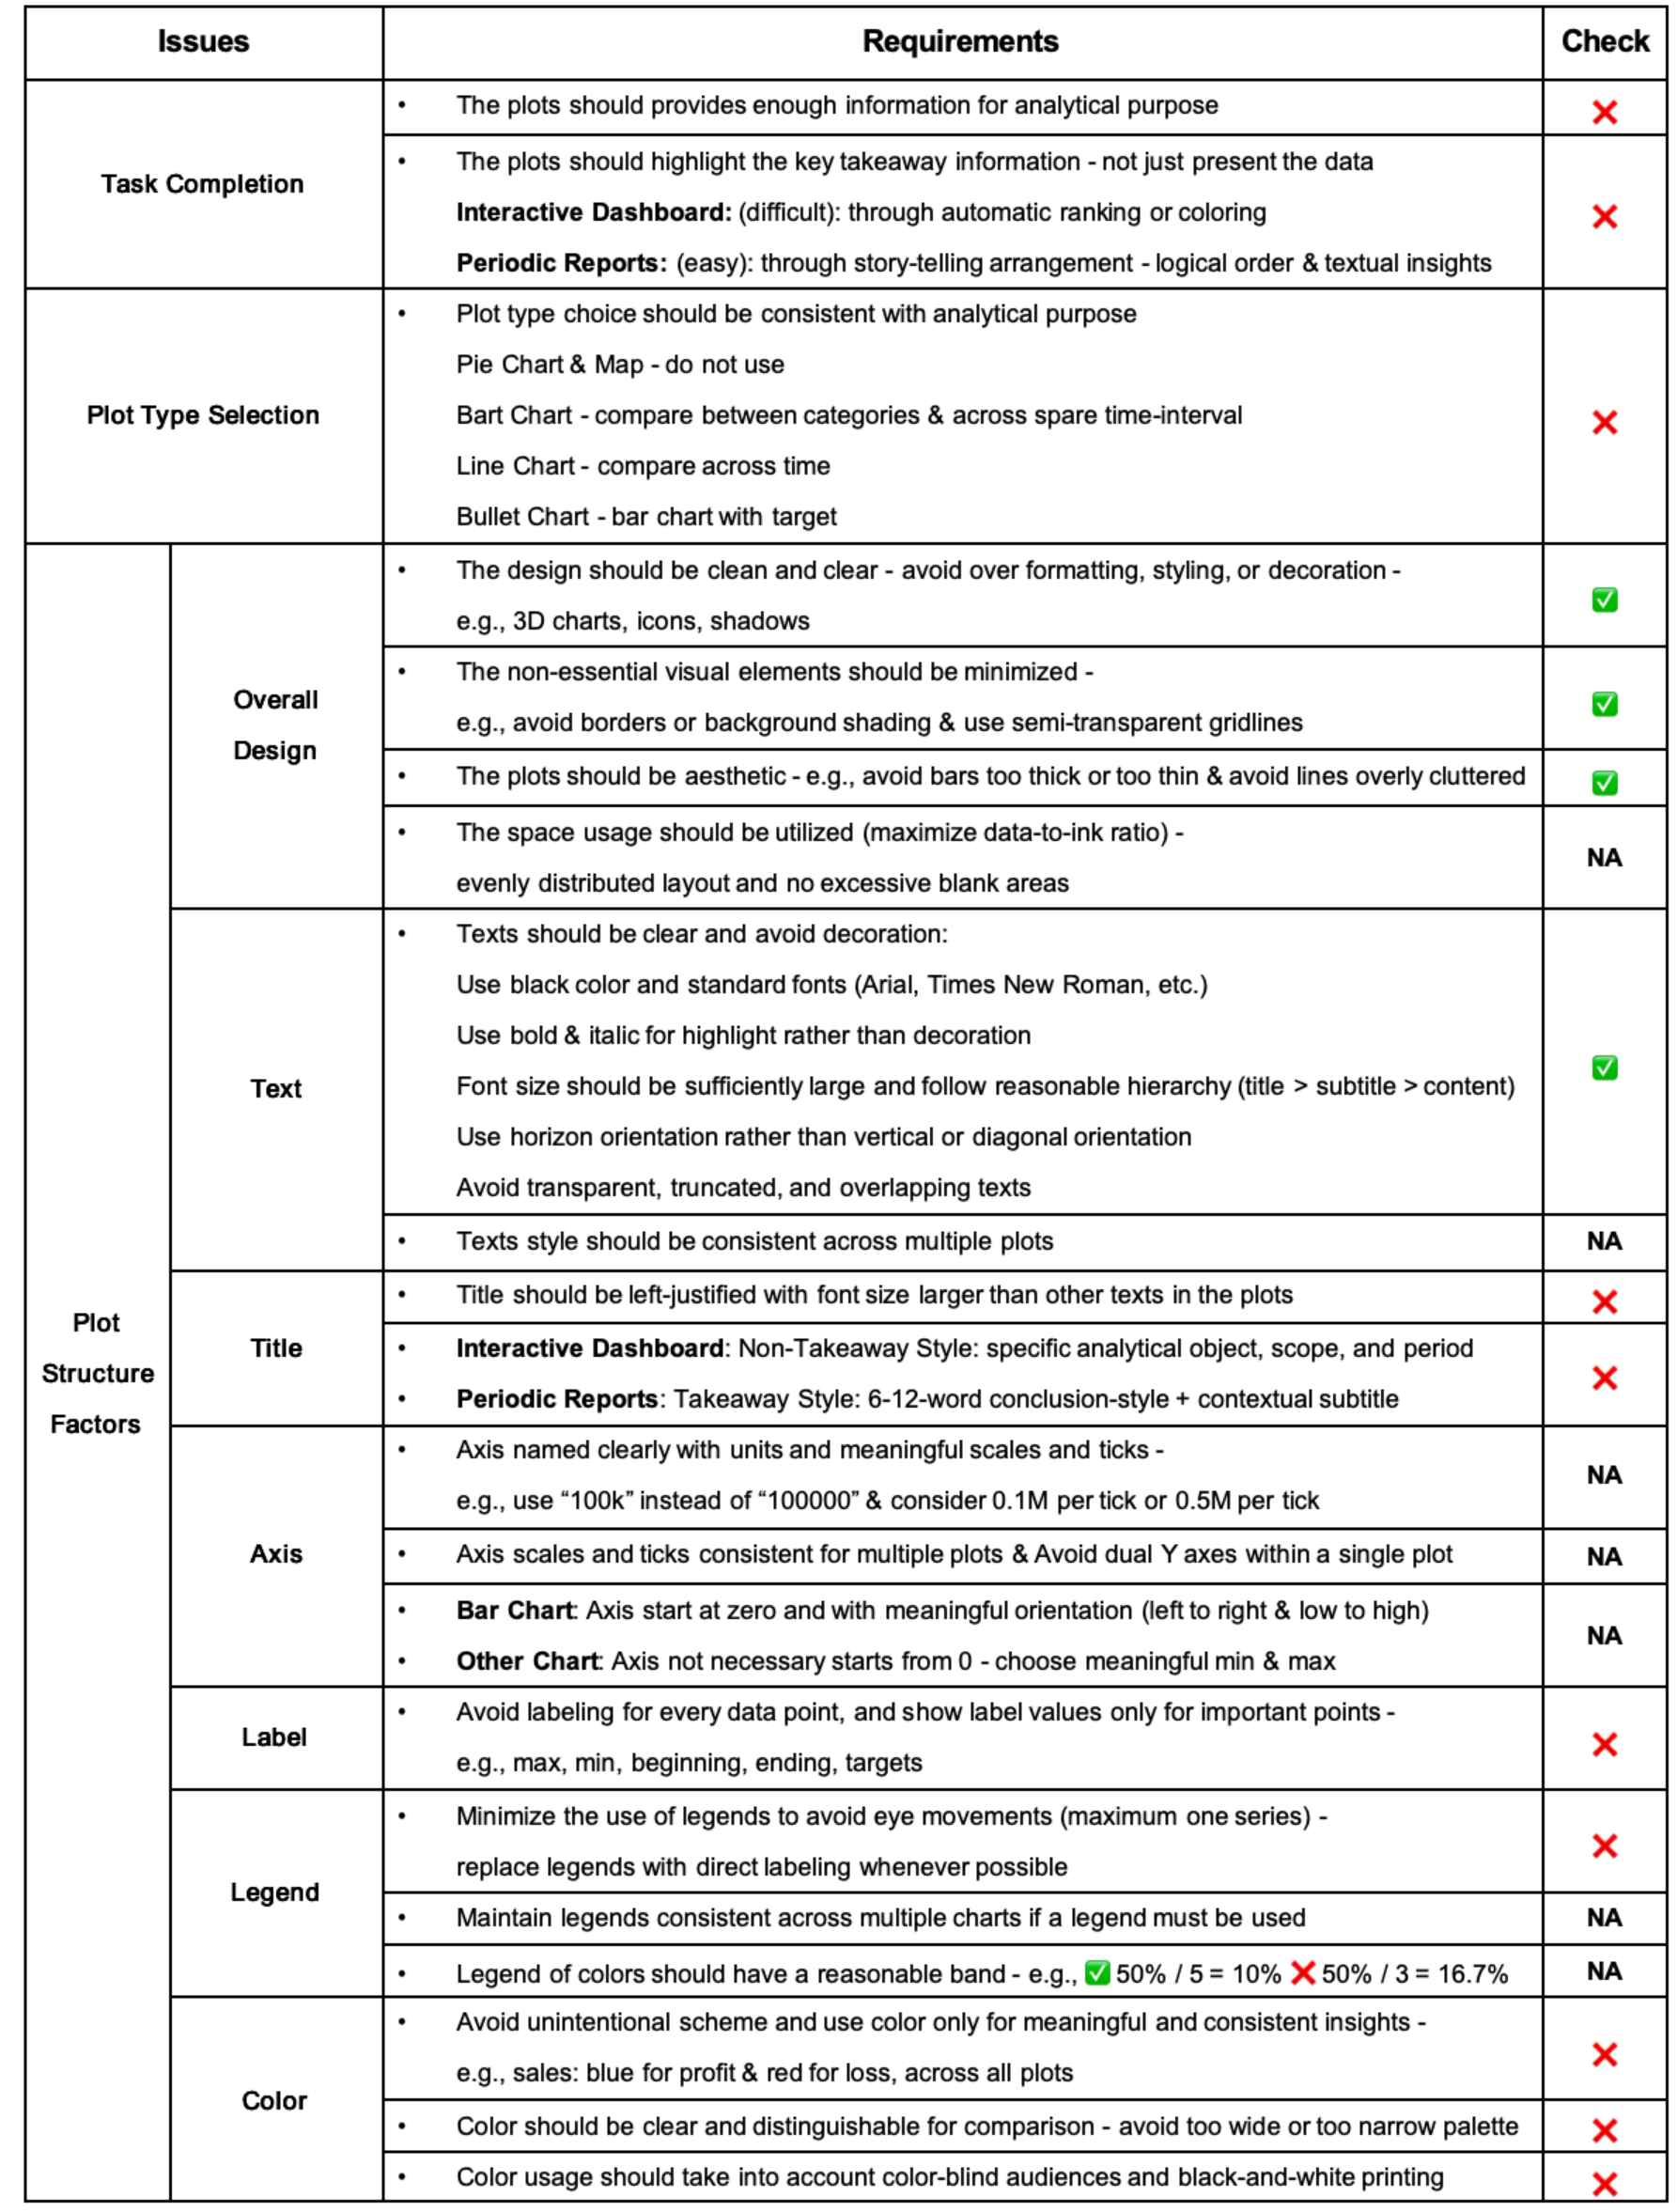 Issues Requirements Check
Task Completion
• The plots should provides enough information for analytical purpose ❌
• The plots should highlight the key takeaway information - not just present the data
Interactive Dashboard: (difficult): through automatic ranking or coloring ❌
Periodic Reports: (easy): through story-telling arrangement - logical order & textual insights
Plot Type Selection
• Plot type choice should be consistent with analytical purpose
Pie Chart & Map - do not use
Bart Chart - compare between categories & across spare time-interval ❌
Line Chart - compare across time
Bullet Chart - bar chart with target
Plot
Structure
Factors
Overall
Design
• The design should be clean and clear - avoid over formatting, styling, or decoration -
e.g., 3D charts, icons, shadows ✅
• The non-essential visual elements should be minimized -
e.g., avoid borders or background shading & use semi-transparent gridlines ✅
• The plots should be aesthetic - e.g., avoid bars too thick or too thin & avoid lines overly cluttered ✅
• The space usage should be utilized (maximize data-to-ink ratio) -
evenly distributed layout and no excessive blank areas NA
Text
• Texts should be clear and avoid decoration:
Use black color and standard fonts (Arial, Times New Roman, etc.)
Use bold & italic for highlight rather than decoration
Font size should be sufficiently large and follow reasonable hierarchy (title > subtitle > content) ✅
Use horizon orientation rather than vertical or diagonal orientation
Avoid transparent, truncated, and overlapping texts
• Texts style should be consistent across multiple plots NA
Title
• Title should be left-justified with font size larger than other texts in the plots ❌
• Interactive Dashboard: Non-Takeaway Style: specific analytical object, scope, and period ❌
• Periodic Reports: Takeaway Style: 6-12-word conclusion-style + contextual subtitle
Axis
• Axis named clearly with units and meaningful scales and ticks -
e.g., use “100k” instead of “100000” & consider 0.1M per tick or 0.5M per tick NA
• Axis scales and ticks consistent for multiple plots & Avoid dual Y axes within a single plot NA
• Bar Chart: Axis start at zero and with meaningful orientation (left to right & low to high) NA
• Other Chart: Axis not necessary starts from 0 - choose meaningful min & max
Label
• Avoid labeling for every data point, and show label values only for important points -
e.g., max, min, beginning, ending, targets ❌
Legend
• Minimize the use of legends to avoid eye movements (maximum one series) -
replace legends with direct labeling whenever possible ❌
• Maintain legends consistent across multiple charts if a legend must be used NA
• Legend of colors should have a reasonable band - e.g., ✅ 50% / 5 = 10% ❌ 50% / 3 = 16.7% NA
Color
• Avoid unintentional scheme and use color only for meaningful and consistent insights -
e.g., sales: blue for profit & red for loss, across all plots ❌
• Color should be clear and distinguishable for comparison - avoid too wide or too narrow palette ❌
• Color usage should take into account color-blind audiences and black-and-white printing ❌